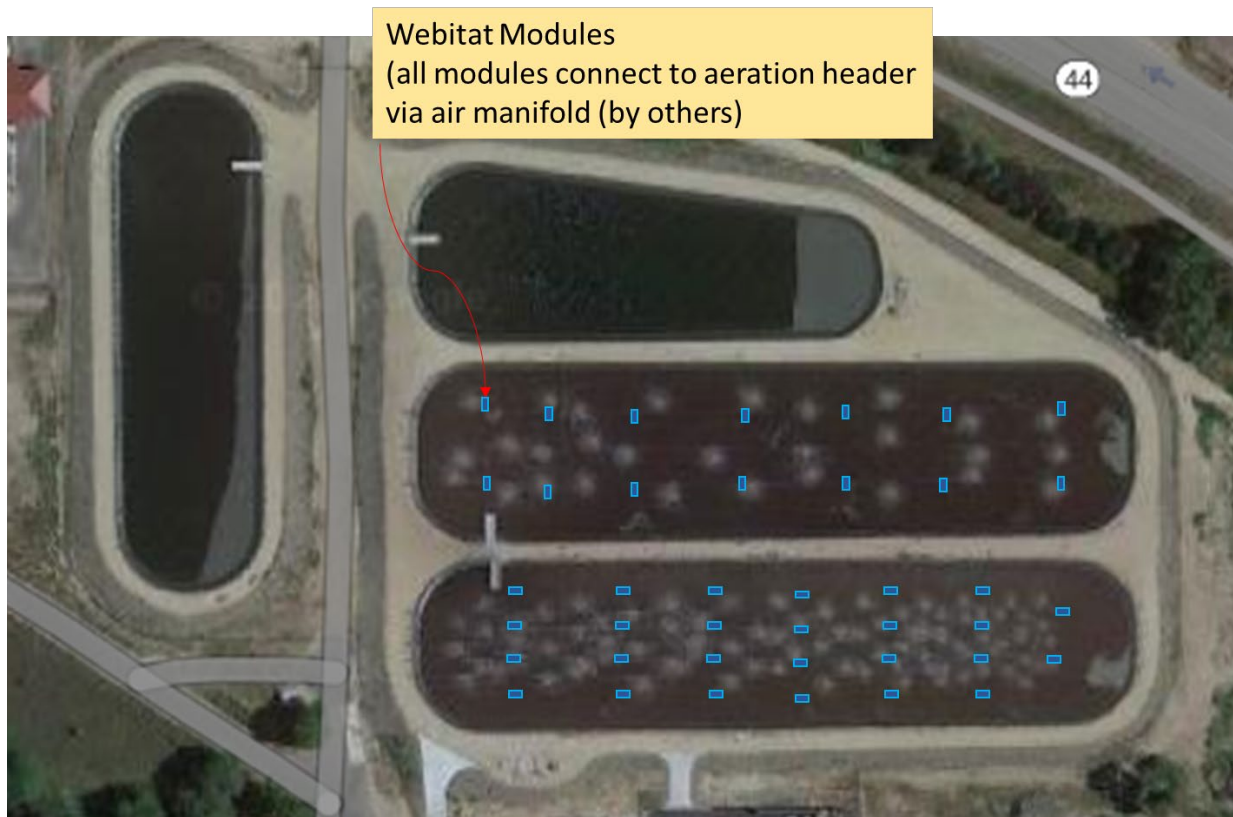 Webitat Modules
(all modules connect to aeration header
via air manifold (by others)
44